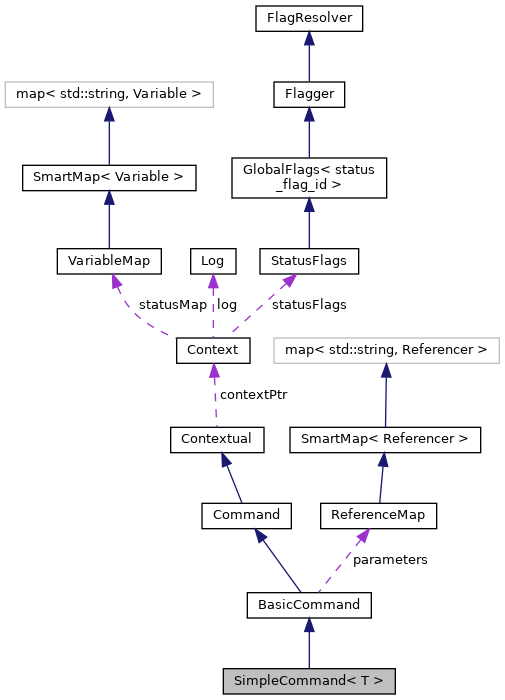 FlagResolver
map< std::string, Variable >
Flagger
SmartMap< Variable >
GlobalFlags< status
_flag_id >
VariableMap
Log
StatusFlags
statusMap
log
statusFlags
Context
map< std::string, Referencer >
contextPtr
Contextual
SmartMap< Referencer >
Command
ReferenceMap
parameters
BasicCommand
SimpleCommand< T >